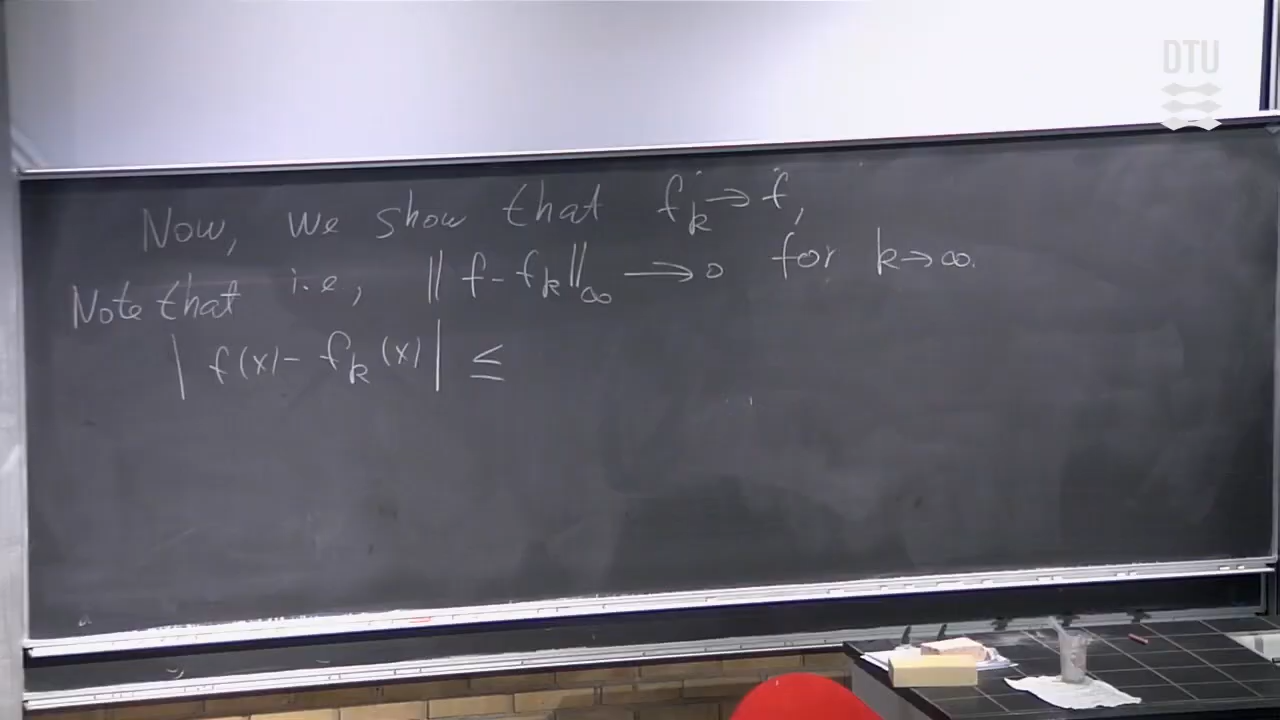 DTU
Now, we show that f_k → f,
i.e., || f - f_k ||_∞ → 0 for k → ∞.
Note that
| f(x) - f_k(x) | ≤